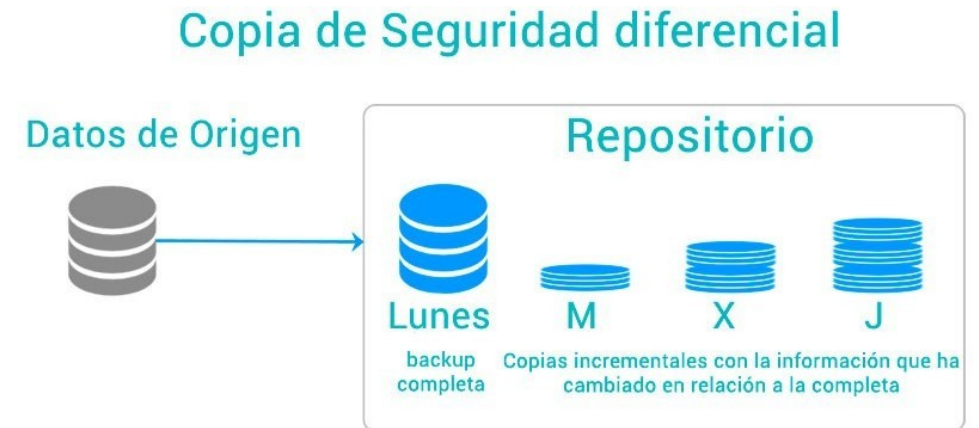 Copia de Seguridad diferencial
Datos de Origen
Repositorio
Lunes
M
X
J
backup
completa
Copias incrementales con la información que ha
cambiado en relación a la completa